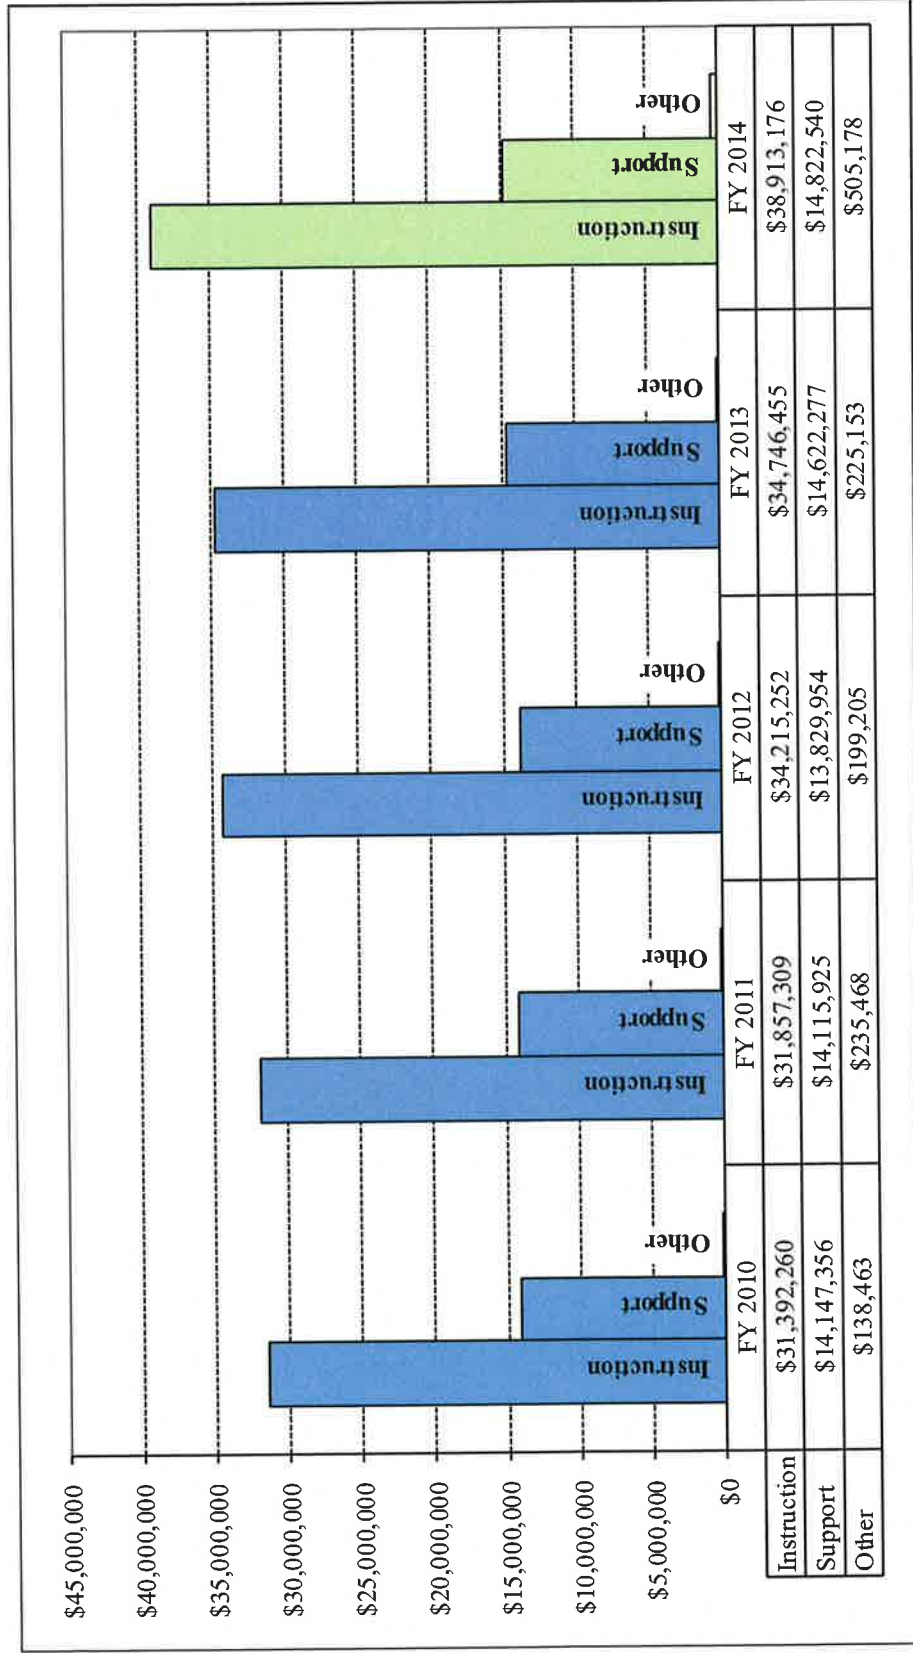 $45,000,000
$40,000,000
$35,000,000
$30,000,000
$25,000,000
$20,000,000
$15,000,000
$10,000,000
$5,000,000
$0
Instruction
Support
Other
Instruction
Support
Other
Instruction
Support
Other
Instruction
Support
Other
Instruction
Support
Other
FY 2010 FY 2011 FY 2012 FY 2013 FY 2014
Instruction $31,392,260 $31,857,309 $34,215,252 $34,746,455 $38,913,176
Support $14,147,356 $14,115,925 $13,829,954 $14,622,277 $14,822,540
Other $138,463 $235,468 $199,205 $225,153 $505,178